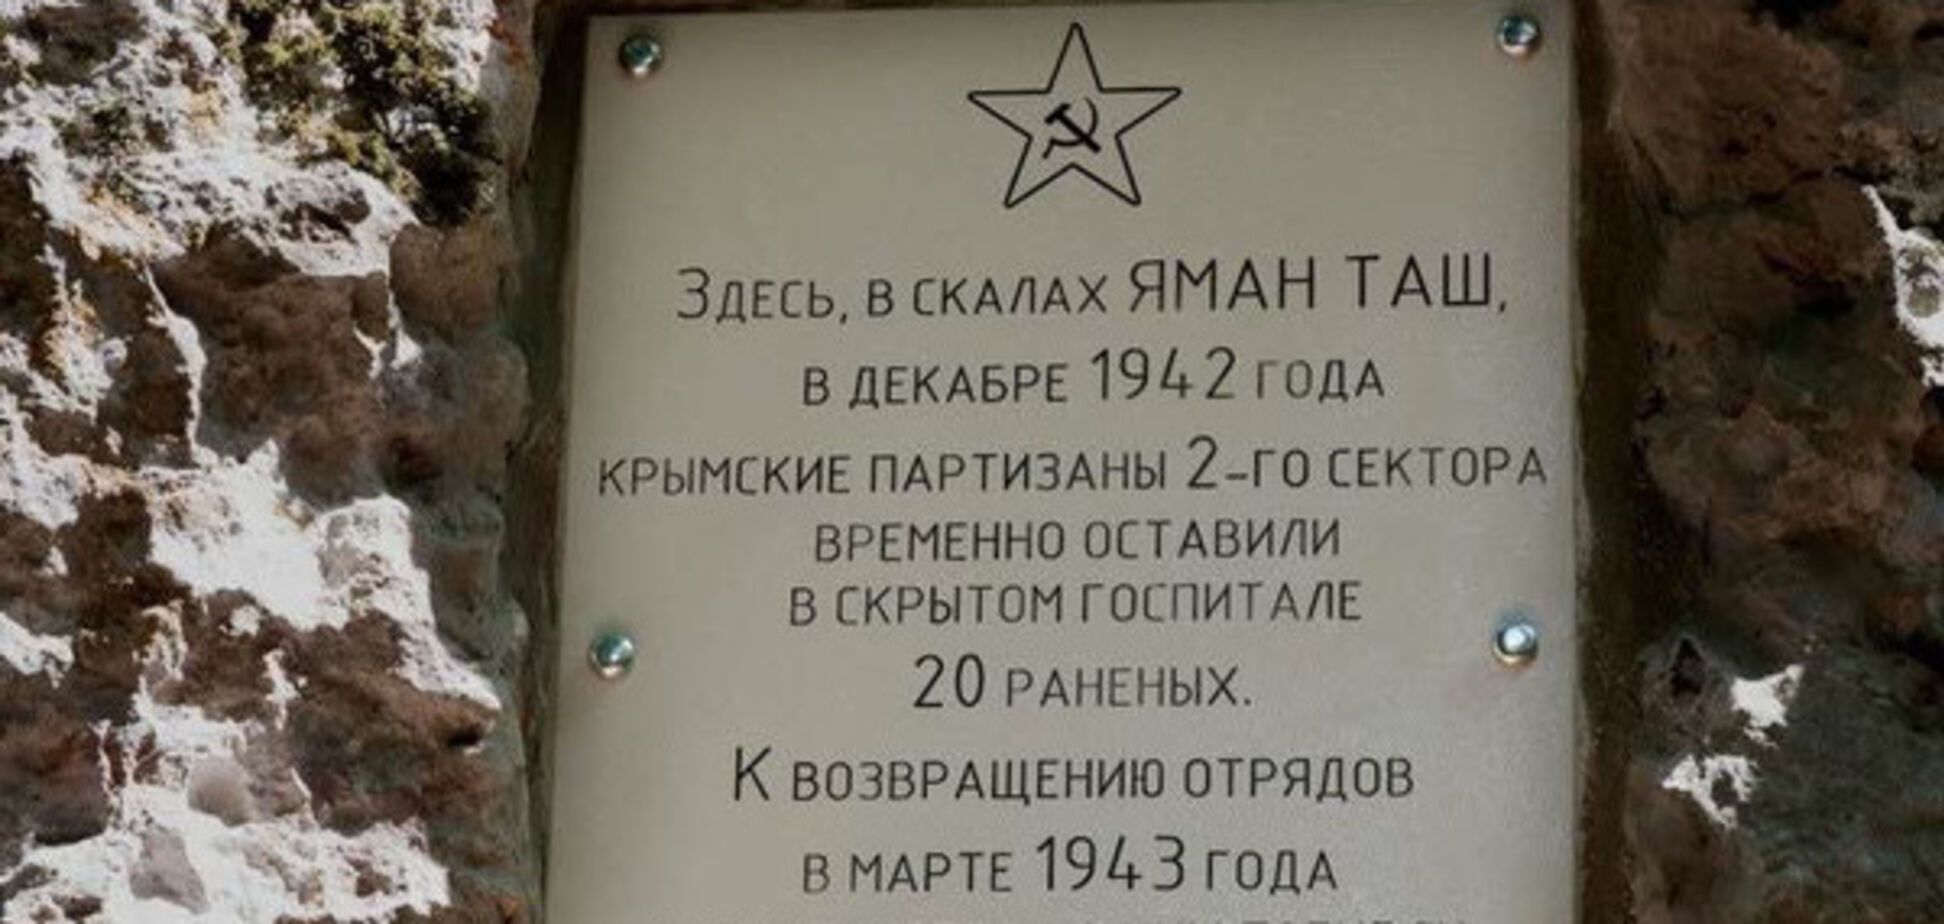 Здесь, в скалах ЯМАН ТАШ,
в декабре 1942 года
крымские партизаны 2-го сектора
временно оставили
в скрытом госпитале
20 раненых.
К возвращению отрядов
в марте 1943 года